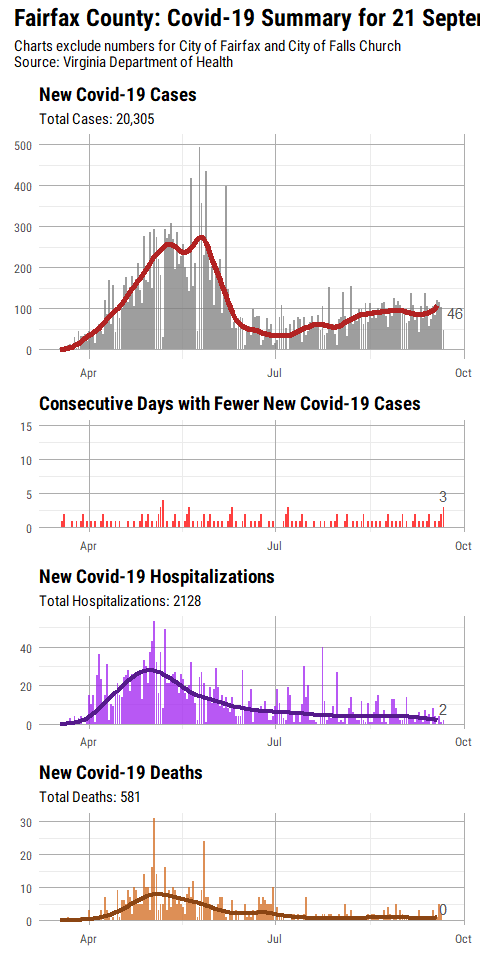 Fairfax County: Covid-19 Summary for 21 Septer
Charts exclude numbers for City of Fairfax and City of Falls Church
Source: Virginia Department of Health
New Covid-19 Cases
Total Cases: 20,305
500
400
300
200
100
0
46
Apr Jul Oct
Consecutive Days with Fewer New Covid-19 Cases
15
10
5
0
3
Apr Jul Oct
New Covid-19 Hospitalizations
Total Hospitalizations: 2128
40
20
0
2
Apr Jul Oct
New Covid-19 Deaths
Total Deaths: 581
30
20
10
0
0
Apr Jul Oct